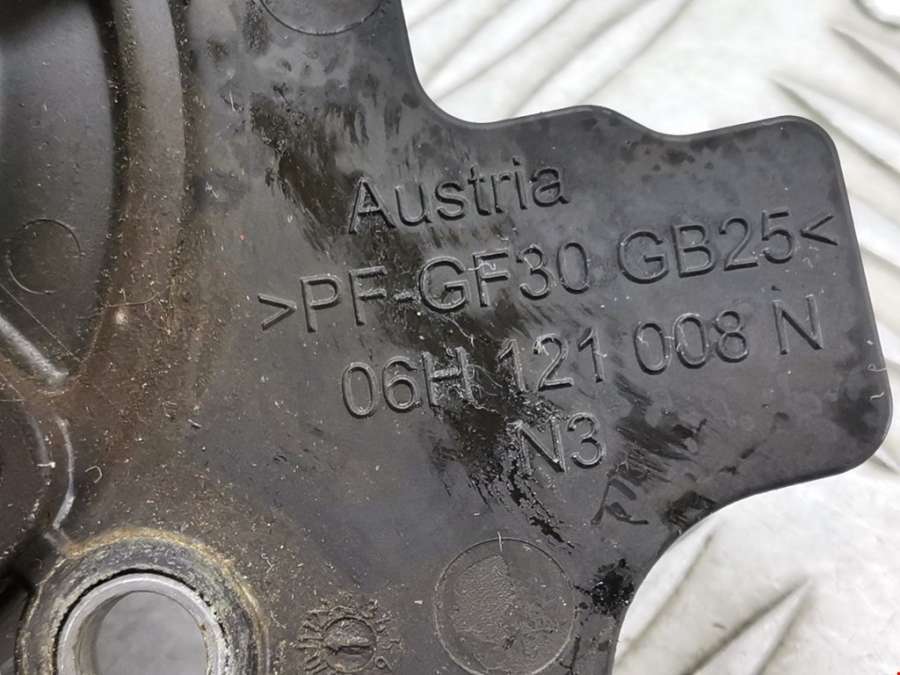 Austria
>PF-GF30 GB25<
06H 121 008 N
N3